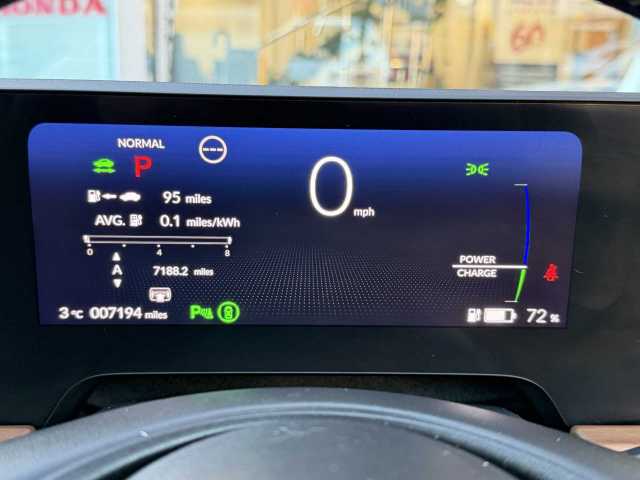 HONDA
60
NORMAL
P
0 mph
95 miles
AVG. 0.1 miles/kWh
0 4 8
A 7188.2 miles
POWER
CHARGE
3°C 007194 miles P
72 %